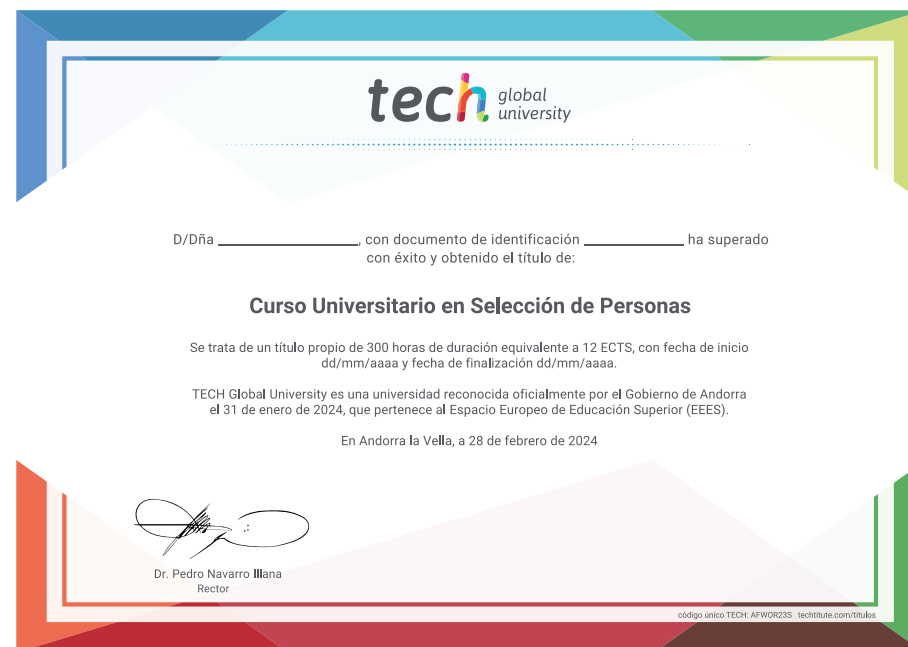 tech global university
D/Dña ____________, con documento de identificación ____________ ha superado
con éxito y obtenido el título de:
Curso Universitario en Selección de Personas
Se trata de un título propio de 300 horas de duración equivalente a 12 ECTS, con fecha de inicio
dd/mm/aaaa y fecha de finalización dd/mm/aaaa.
TECH Global University es una universidad reconocida oficialmente por el Gobierno de Andorra
el 31 de enero de 2024, que pertenece al Espacio Europeo de Educación Superior (EEES).
En Andorra la Vella, a 28 de febrero de 2024
Dr. Pedro Navarro Illana
Rector
código único TECH: AFWOR23S techtitute.com/titulos